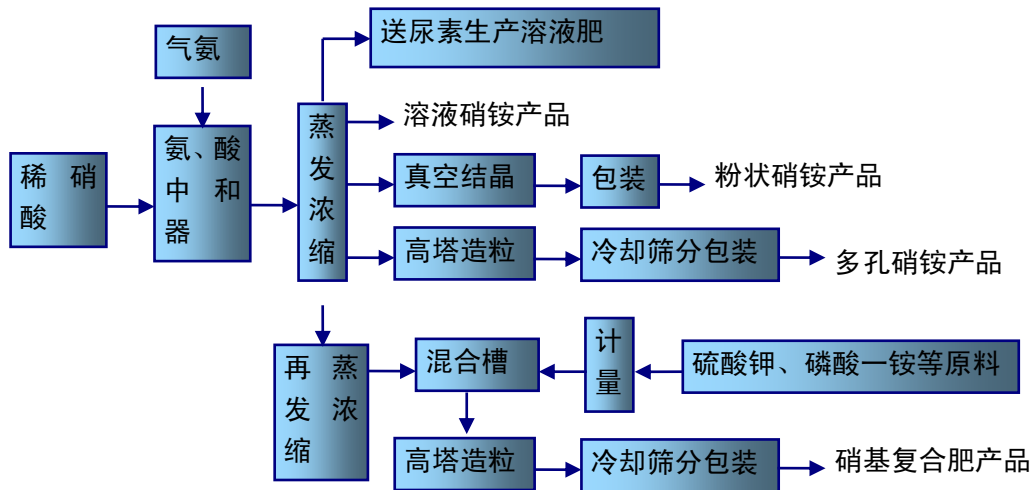 送尿素生产溶液肥
气氨
溶液硝铵产品
稀硝
酸
氨、酸
中和
器
蒸
发
浓
缩
真空结晶
包装
粉状硝铵产品
高塔造粒
冷却筛分包装
多孔硝铵产品
再蒸
发浓
缩
混合槽
计
量
硫酸钾、磷酸一铵等原料
高塔造粒
冷却筛分包装
硝基复合肥产品